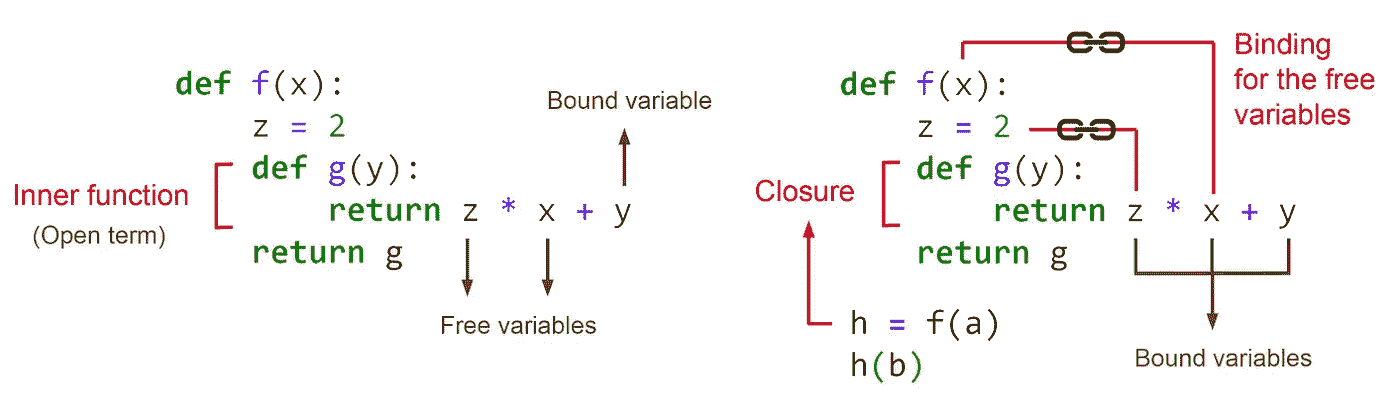 def f(x):
z = 2
def g(y):
return z * x + y
return g
Inner function
(Open term)
Bound variable
Free variables
def f(x):
z = 2
def g(y):
return z * x + y
return g
h = f(a)
h(b)
Closure
Binding
for the free
variables
Bound variables